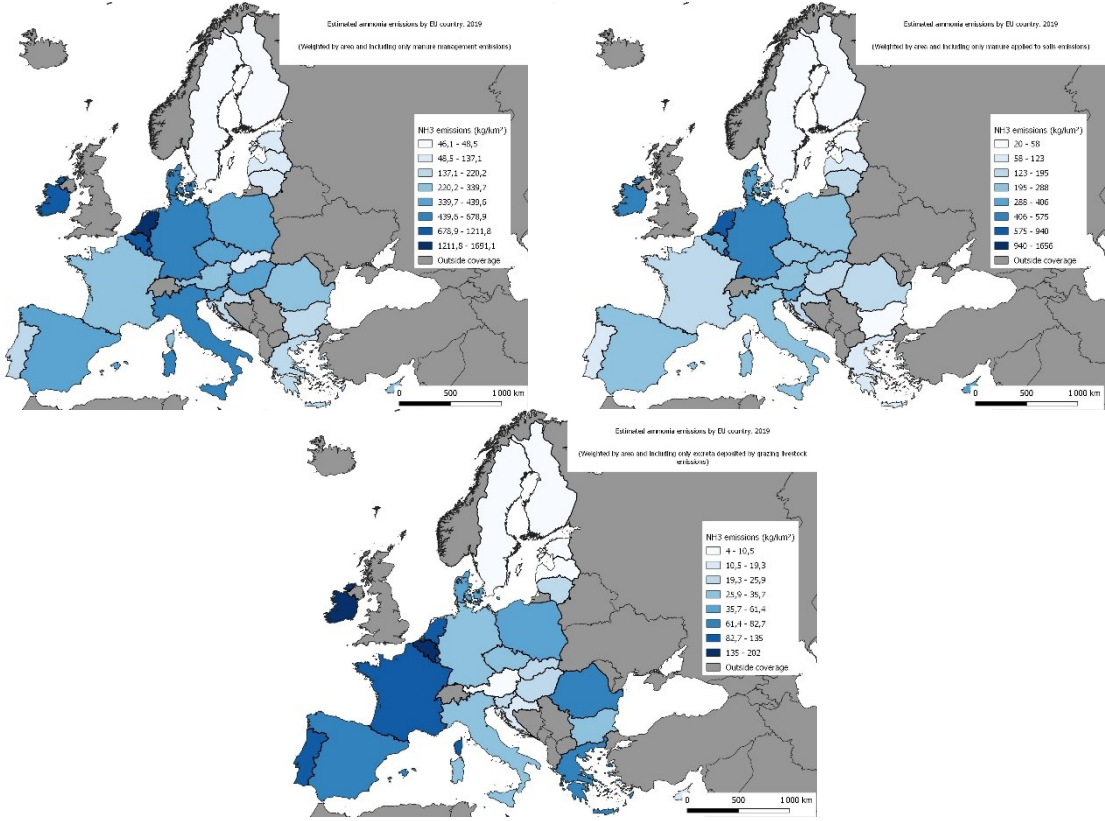 Estimated ammonia emissions by EU country, 2019
(Weighted by area and including only manure management emissions)
NH3 emissions (kg/km²)
46,1 - 48,5
48,5 - 137,1
137,1 - 220,2
220,2 - 339,7
339,7 - 439,6
439,6 - 678,9
678,9 - 1211,8
1211,8 - 1691,1
Outside coverage
0 500 1 000 km
Estimated ammonia emissions by EU country, 2019
(Weighted by area and including only manure applied to soils emissions)
NH3 emissions (kg/km²)
20 - 58
58 - 123
123 - 195
195 - 288
288 - 406
406 - 575
575 - 940
940 - 1656
Outside coverage
0 500 1 000 km
Estimated ammonia emissions by EU country, 2019
(Weighted by area and including only excreta deposited by grazing livestock
emissions)
NH3 emissions (kg/km²)
4 - 10,5
10,5 - 19,3
19,3 - 25,9
25,9 - 35,7
35,7 - 61,4
61,4 - 82,7
82,7 - 135
135 - 202
Outside coverage
0 500 1 000 km